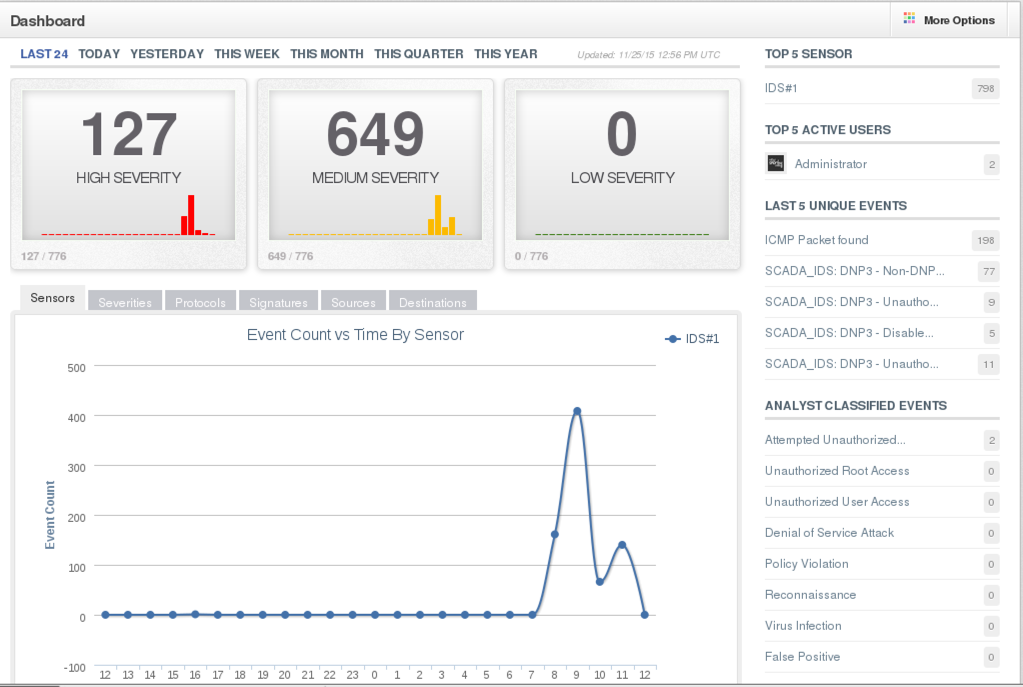 Dashboard
More Options
LAST 24 TODAY YESTERDAY THIS WEEK THIS MONTH THIS QUARTER THIS YEAR
Updated: 11/25/15 12:56 PM UTC
127
HIGH SEVERITY
127 / 776
649
MEDIUM SEVERITY
649 / 776
0
LOW SEVERITY
0 / 776
Sensors Severities Protocols Signatures Sources Destinations
Event Count vs Time By Sensor
IDS#1
Event Count
500
400
300
200
100
0
-100
12 13 14 15 16 17 18 19 20 21 22 23 0 1 2 3 4 5 6 7 8 9 10 11 12
TOP 5 SENSOR
IDS#1 798
TOP 5 ACTIVE USERS
Administrator 2
LAST 5 UNIQUE EVENTS
ICMP Packet found 198
SCADA_IDS: DNP3 - Non-DNP... 77
SCADA_IDS: DNP3 - Unautho... 9
SCADA_IDS: DNP3 - Disable... 5
SCADA_IDS: DNP3 - Unautho... 11
ANALYST CLASSIFIED EVENTS
Attempted Unauthorized... 2
Unauthorized Root Access 0
Unauthorized User Access 0
Denial of Service Attack 0
Policy Violation 0
Reconnaissance 0
Virus Infection 0
False Positive 0